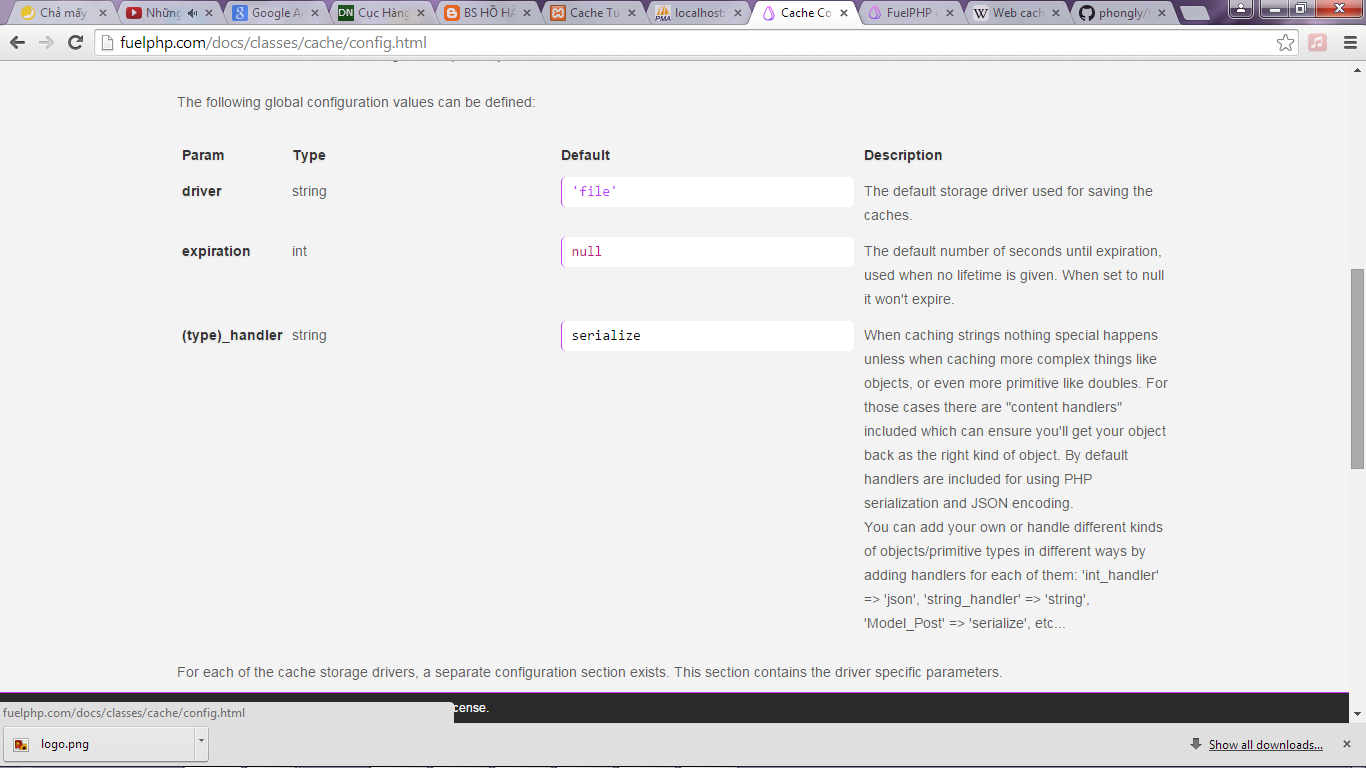 Chả mấy
Những
Google A
DN Cục Hàng
BS HỒ H
Cache Tu
PMA localhost
Cache Co
FuelPHP
W Web cach
phongly/
fuelphp.com/docs/classes/cache/config.html
The following global configuration values can be defined:
Param Type Default Description
driver string 'file' The default storage driver used for saving the
caches.
expiration int null The default number of seconds until expiration,
used when no lifetime is given. When set to null
it won't expire.
(type)_handler string serialize When caching strings nothing special happens
unless when caching more complex things like
objects, or even more primitive like doubles. For
those cases there are "content handlers"
included which can ensure you'll get your object
back as the right kind of object. By default
handlers are included for using PHP
serialization and JSON encoding.
You can add your own or handle different kinds
of objects/primitive types in different ways by
adding handlers for each of them: 'int_handler'
=> 'json', 'string_handler' => 'string',
'Model_Post' => 'serialize', etc...
For each of the cache storage drivers, a separate configuration section exists. This section contains the driver specific parameters.
cense.
fuelphp.com/docs/classes/cache/config.html
logo.png
Show all downloads...